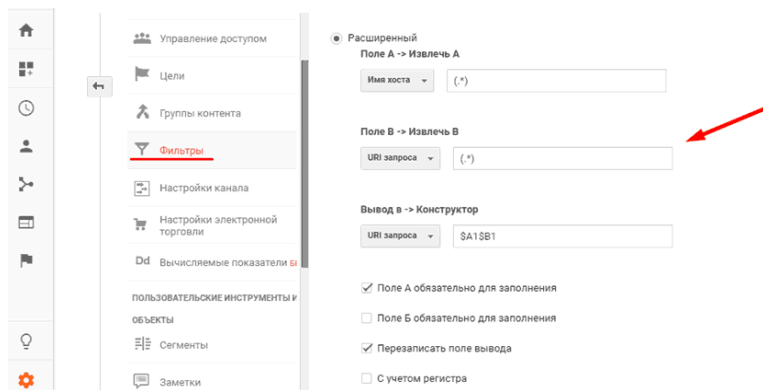 Управление доступом
Цели
Группы контента
Фильтры
Настройки канала
Настройки электронной
торговли
Dd Вычисляемые показатели
ПОЛЬЗОВАТЕЛЬСКИЕ ИНСТРУМЕНТЫ И
ОБЪЕКТЫ
Сегменты
Заметки
Расширенный
Поле A -> Извлечь A
Имя хоста (.*)
Поле B -> Извлечь B
URI запроса (.*)
Вывод в -> Конструктор
URI запроса $A1$B1
Поле А обязательно для заполнения
Поле Б обязательно для заполнения
Перезаписать поле вывода
С учетом регистра